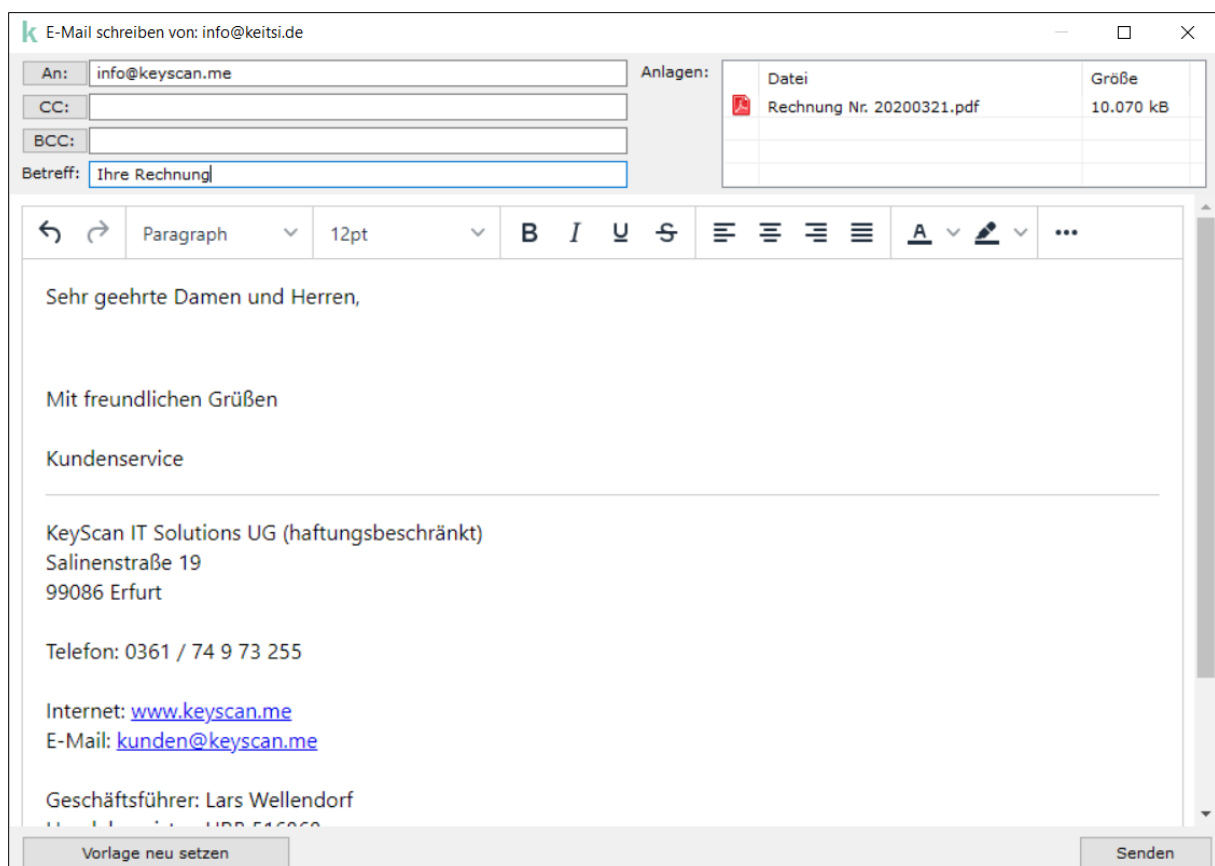 k E-Mail schreiben von: info@keitsi.de
An: info@keyscan.me
CC:
BCC:
Betreff: Ihre Rechnung
Anlagen:
Datei Größe
Rechnung Nr. 20200321.pdf 10.070 kB
Paragraph 12pt B I U S A
Sehr geehrte Damen und Herren,
Mit freundlichen Grüßen
Kundenservice
KeyScan IT Solutions UG (haftungsbeschränkt)
Salinenstraße 19
99086 Erfurt
Telefon: 0361 / 74 9 73 255
Internet: www.keyscan.me
E-Mail: kunden@keyscan.me
Geschäftsführer: Lars Wellendorf
Vorlage neu setzen Senden